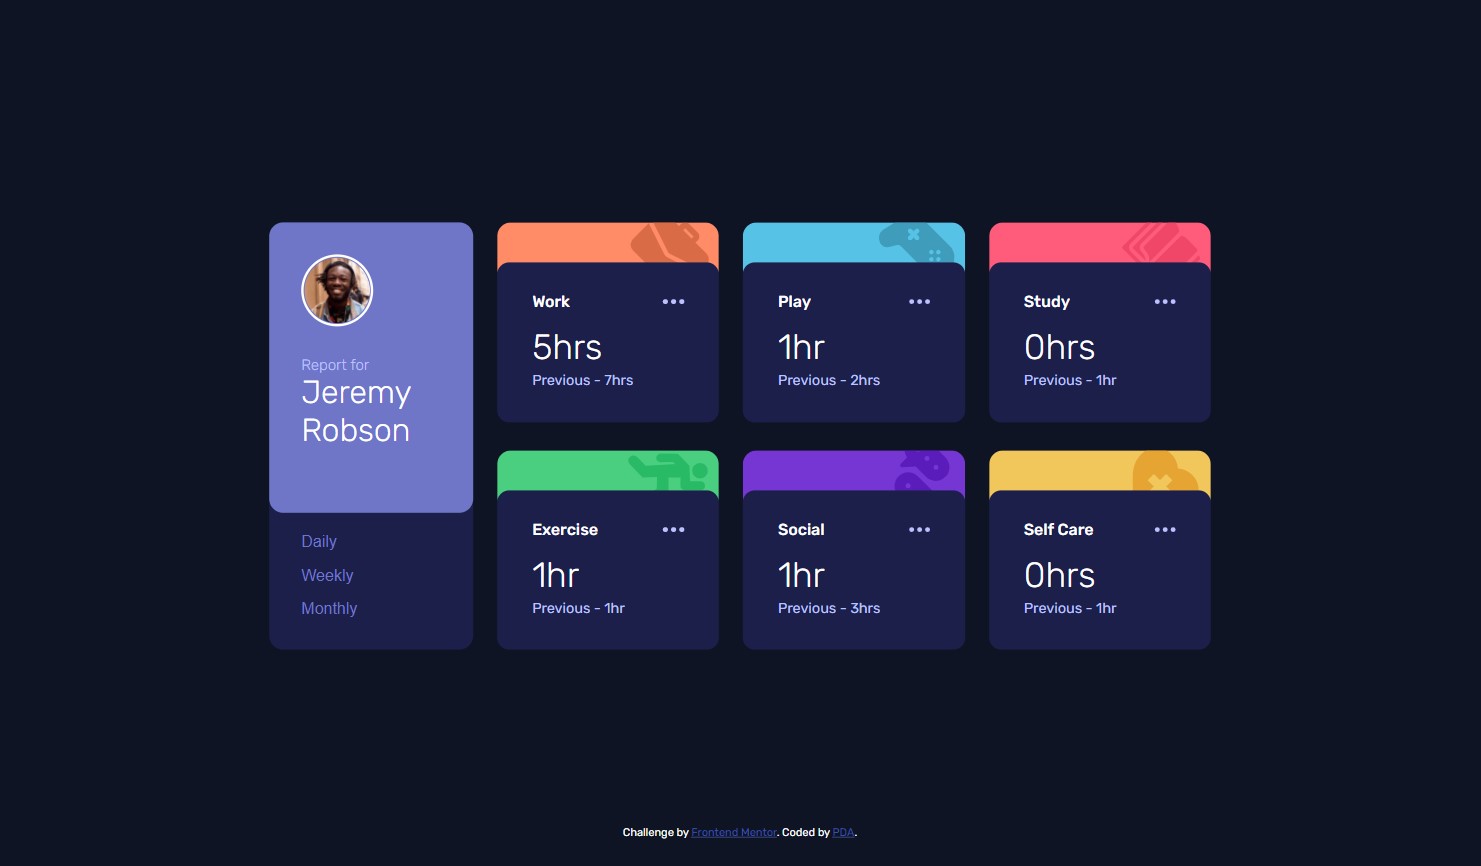 Report for
Jeremy
Robson
Daily
Weekly
Monthly
Work
5hrs
Previous - 7hrs
Play
1hr
Previous - 2hrs
Study
0hrs
Previous - 1hr
Exercise
1hr
Previous - 1hr
Social
1hr
Previous - 3hrs
Self Care
0hrs
Previous - 1hr
Challenge by Frontend Mentor. Coded by PDA.